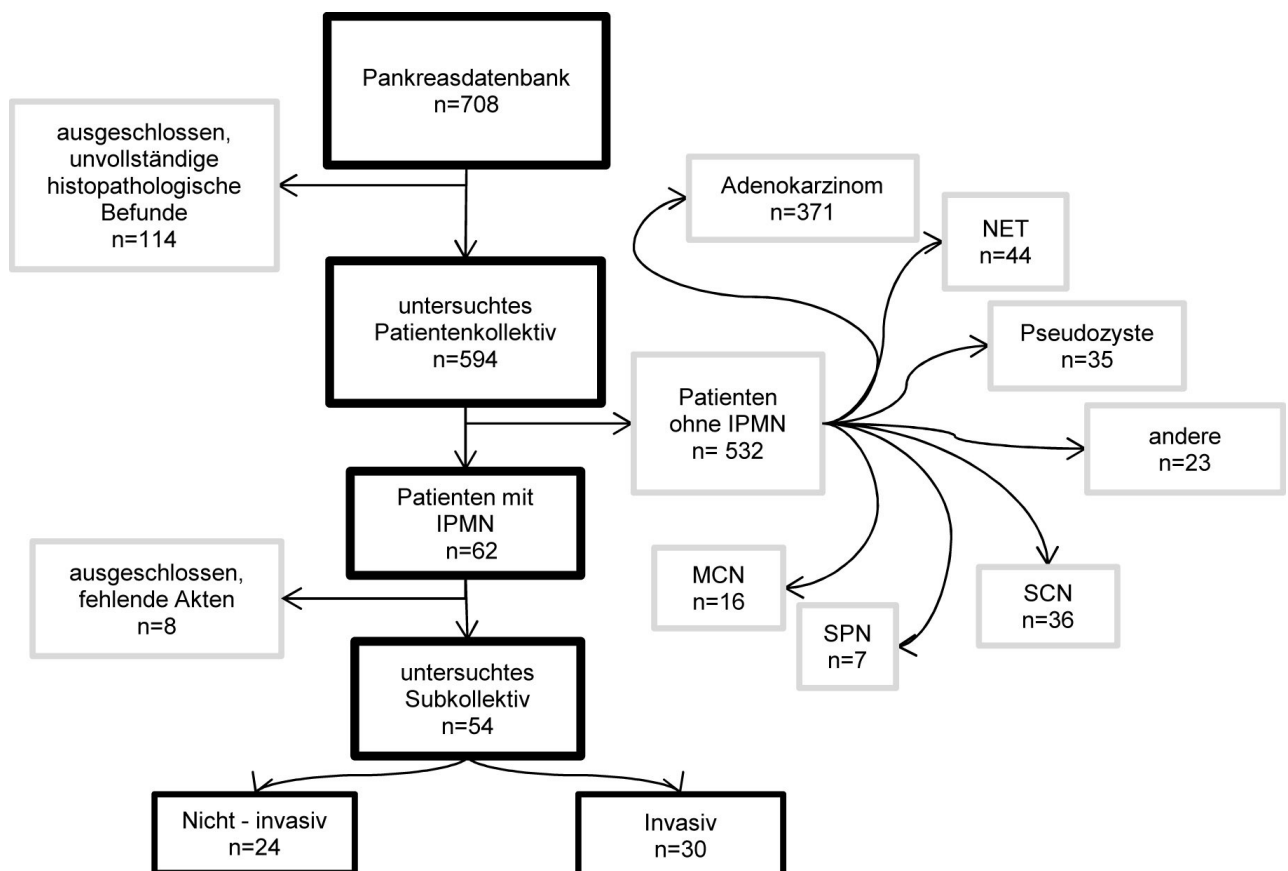 Pankreasdatenbank
n=708
ausgeschlossen,
unvollständige
histopathologische
Befunde
n=114
Adenokarzinom
n=371
NET
n=44
untersuchtes
Patientenkollektiv
n=594
Pseudozyste
n=35
Patienten
ohne IPMN
n= 532
andere
n=23
Patienten mit
IPMN
n=62
ausgeschlossen,
fehlende Akten
n=8
MCN
n=16
SPN
n=7
SCN
n=36
untersuchtes
Subkollektiv
n=54
Nicht - invasiv
n=24
Invasiv
n=30